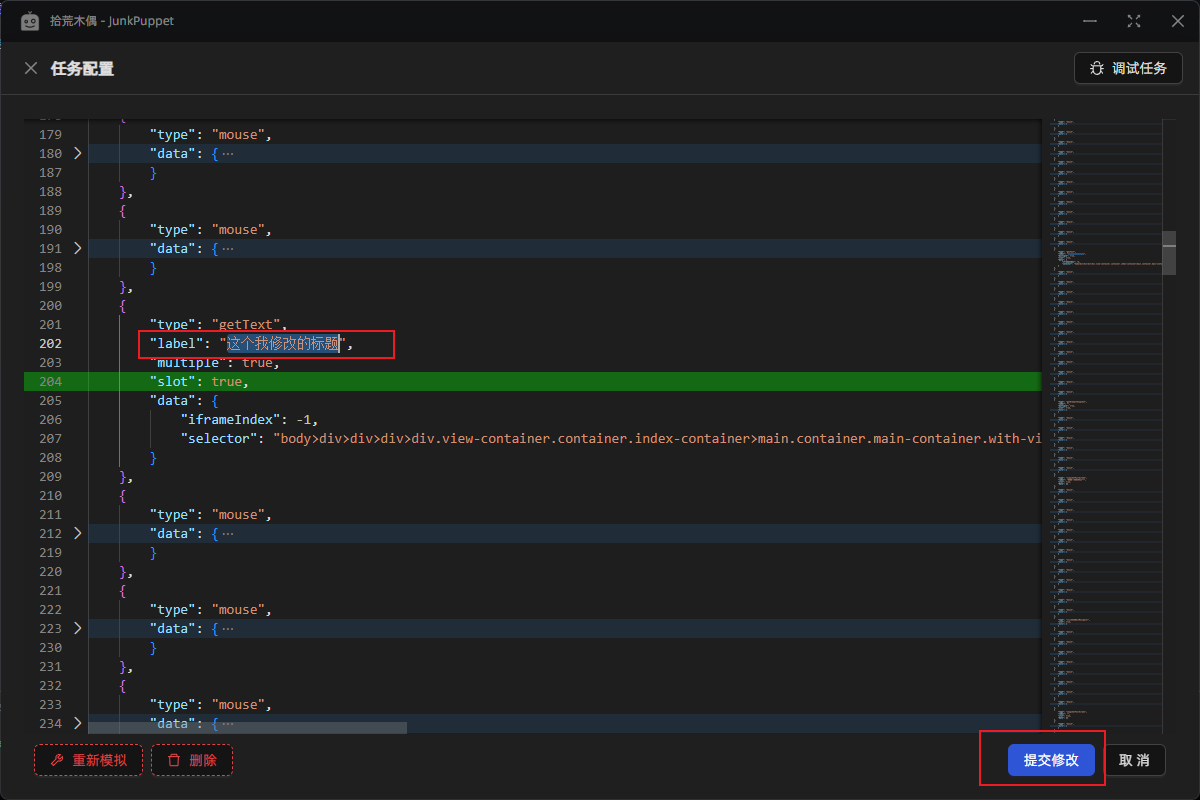 拾荒木偶 - JunkPuppet
任务配置
调试任务
179 "type": "mouse",
180 "data": { ⋯
187 }
188 },
189 {
190 "type": "mouse",
191 "data": { ⋯
198 }
199 },
200 {
201 "type": "getText",
202 "label": "这个我修改的标题",
203 "multiple": true,
204 "slot": true,
205 "data": {
206 "iframeIndex": -1,
207 "selector": "body>div>div>div>div.view-container.container.index-container>main.container.main-container.with-vi
208 }
209 },
210 {
211 "type": "mouse",
212 "data": { ⋯
219 }
220 },
221 {
222 "type": "mouse",
223 "data": { ⋯
230 }
231 },
232 {
233 "type": "mouse",
234 "data": { ⋯
重新模拟
删除
提交修改
取 消